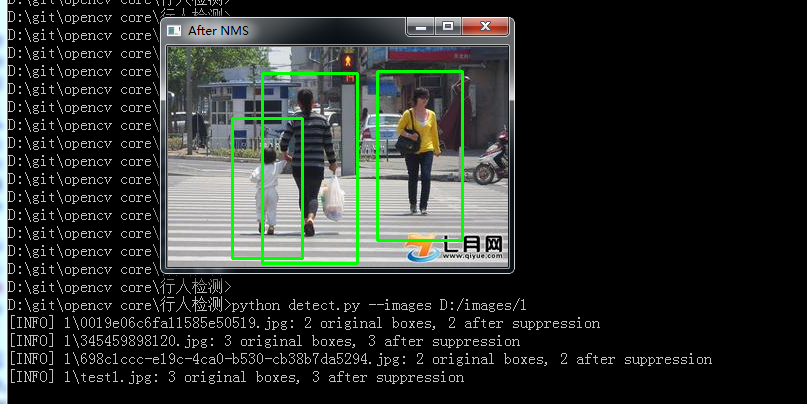 D:\git\opencv core\行人检测>
After NMS
D:\git\opencv core\行人检测>
D:\git\opencv core
D:\git\opencv core
D:\git\opencv core
D:\git\opencv core
D:\git\opencv core
D:\git\opencv core
D:\git\opencv core
D:\git\opencv core
D:\git\opencv core
D:\git\opencv core
D:\git\opencv core
D:\git\opencv core
D:\git\opencv core
七月网
www.qiyue.com
D:\git\opencv core
D:\git\opencv core\行人检测>
D:\git\opencv core\行人检测>python detect.py --images D:/images/1
[INFO] 1\0019e06c6fa11585e50519.jpg: 2 original boxes, 2 after suppression
[INFO] 1\345459898120.jpg: 3 original boxes, 3 after suppression
[INFO] 1\698c1ccc-e19c-4ca0-b530-cb38b7da5294.jpg: 2 original boxes, 2 after suppression
[INFO] 1\test1.jpg: 3 original boxes, 3 after suppression